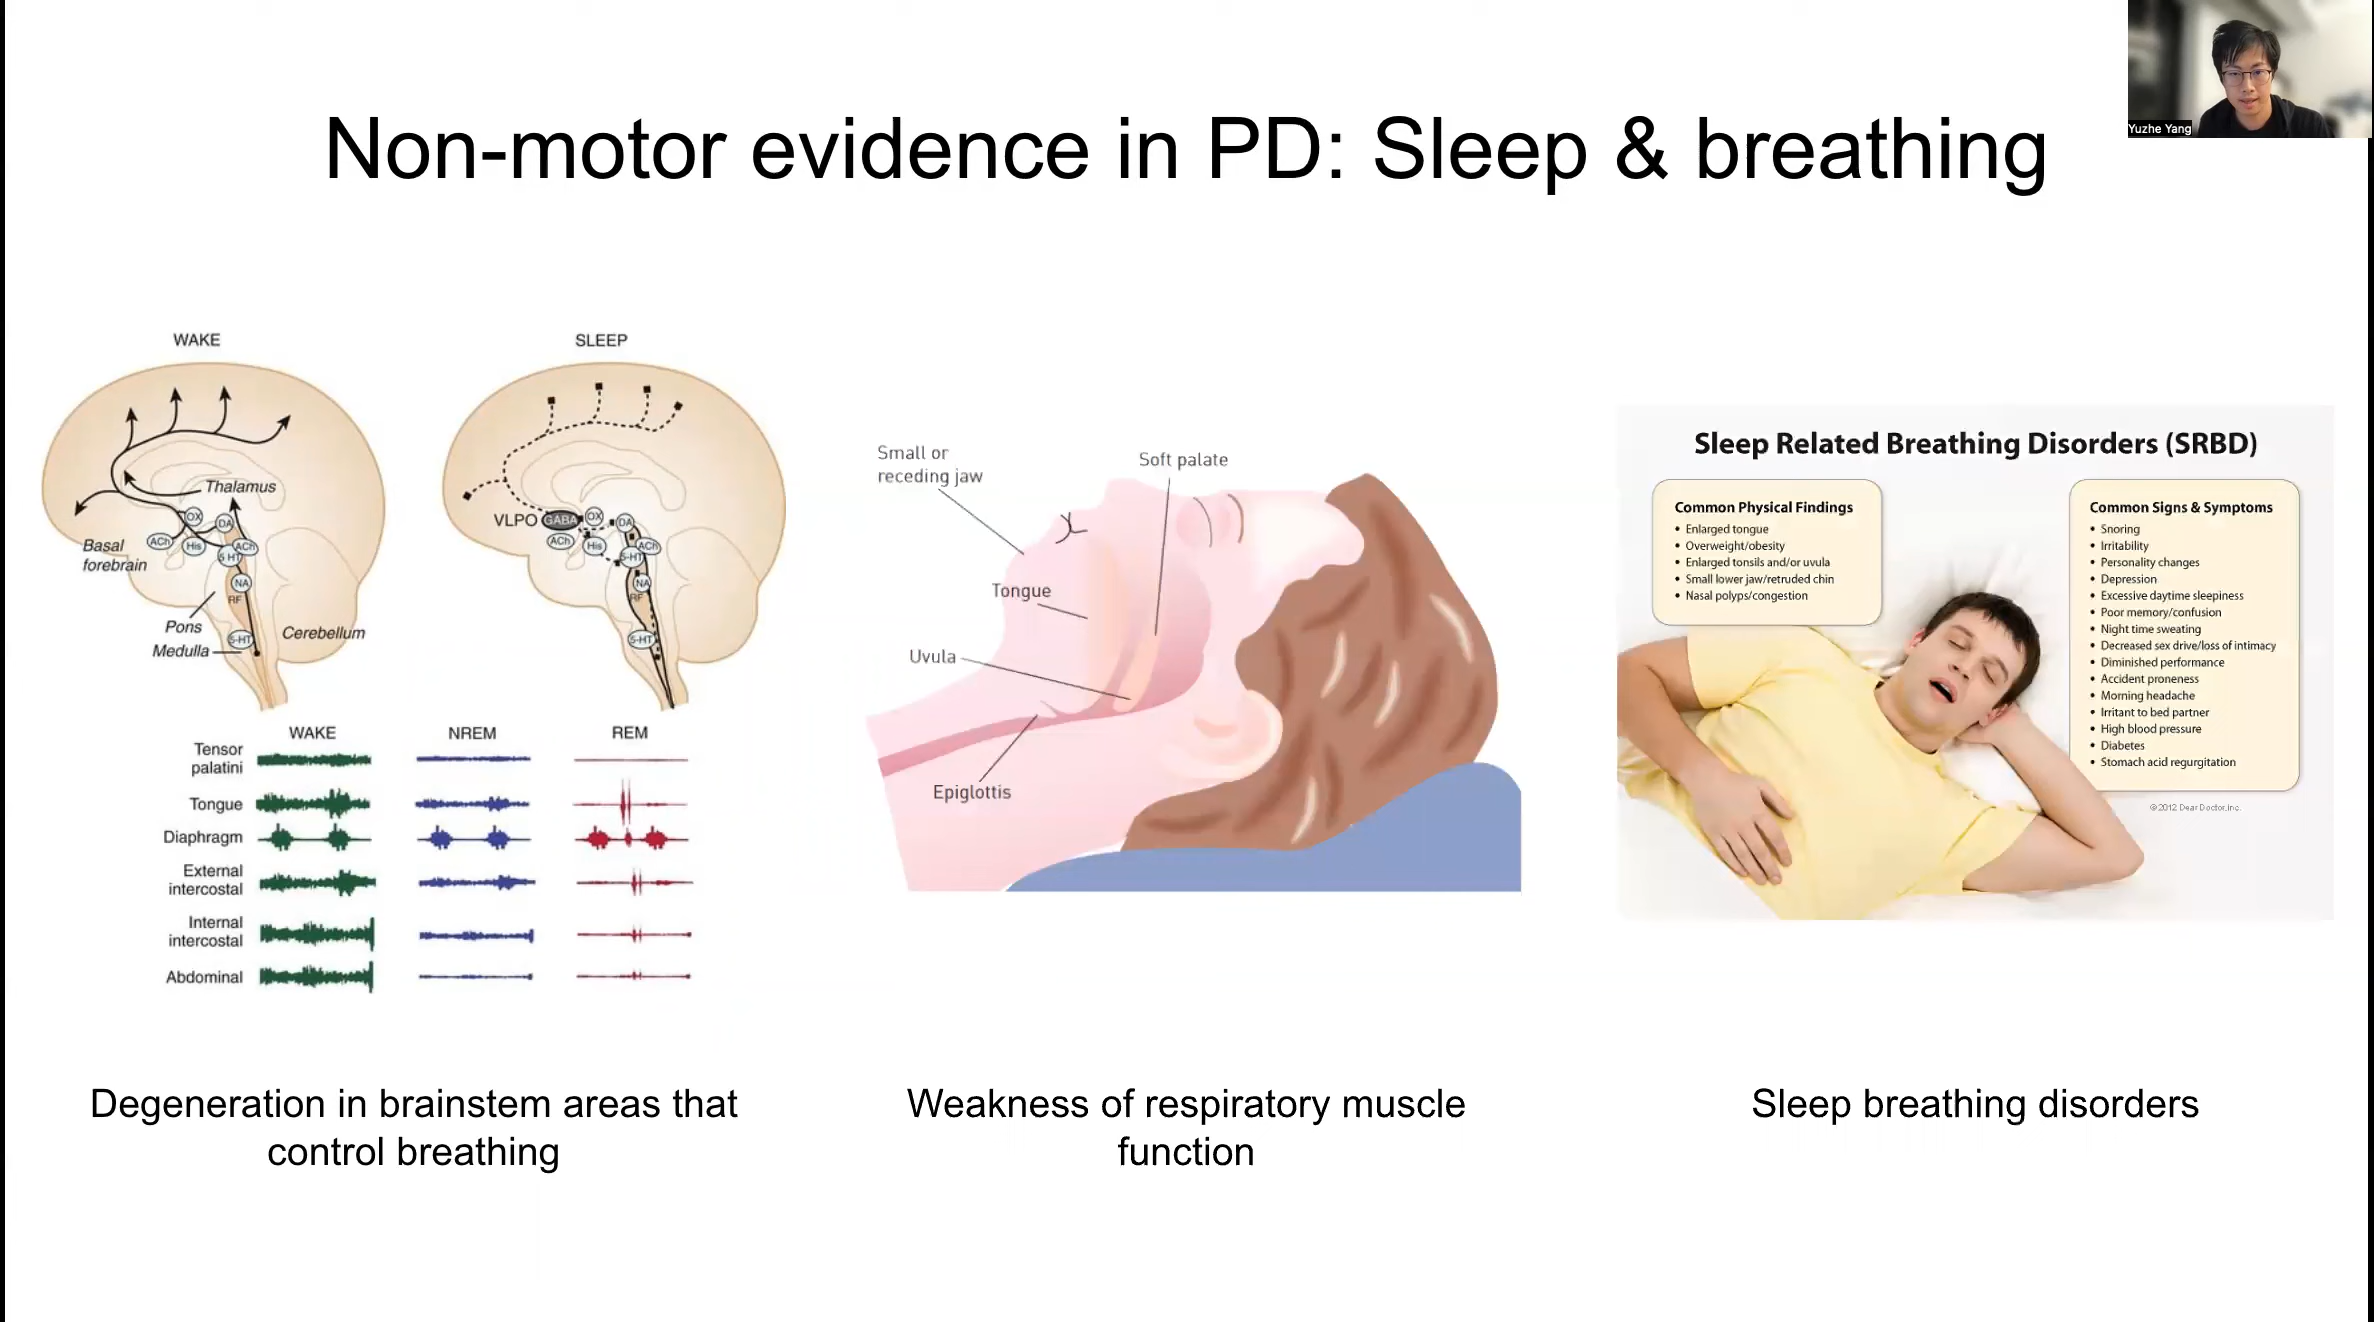 Yuzhe Yang
Non-motor evidence in PD: Sleep & breathing
WAKE
SLEEP
Thalamus
OX
DA
ACh
His
ACh
5 HT
NA
RF
Basal
forebrain
Pons
Medulla
5-HT
Cerebellum
VLPO
GABA
OX
DA
ACh
His
ACh
5-HT
NA
RF
5-HT
WAKE
NREM
REM
Tensor
palatini
Tongue
Diaphragm
External
intercostal
Internal
intercostal
Abdominal
Degeneration in brainstem areas that
control breathing
Small or
receding jaw
Soft palate
Tongue
Uvula
Epiglottis
Weakness of respiratory muscle
function
Sleep Related Breathing Disorders (SRBD)
Common Physical Findings
• Enlarged tongue
• Overweight/obesity
• Enlarged tonsils and/or uvula
• Small lower jaw/retruded chin
• Nasal polyps/congestion
Common Signs & Symptoms
• Snoring
• Irritability
• Personality changes
• Depression
• Excessive daytime sleepiness
• Poor memory/confusion
• Night time sweating
• Decreased sex drive/loss of intimacy
• Diminished performance
• Accident proneness
• Morning headache
• Irritant to bed partner
• High blood pressure
• Diabetes
• Stomach acid regurgitation
©2012 Dear Doctor, Inc.
Sleep breathing disorders